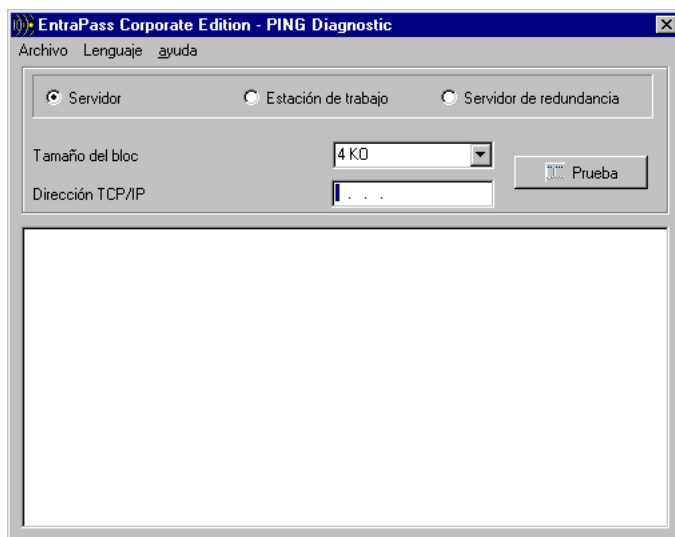 EntraPass Corporate Edition - PING Diagnostic
Archivo Lenguaje ayuda
Servidor Estación de trabajo Servidor de redundancia
Tamaño del bloc 4 KO
Prueba
Dirección TCP/IP . . .